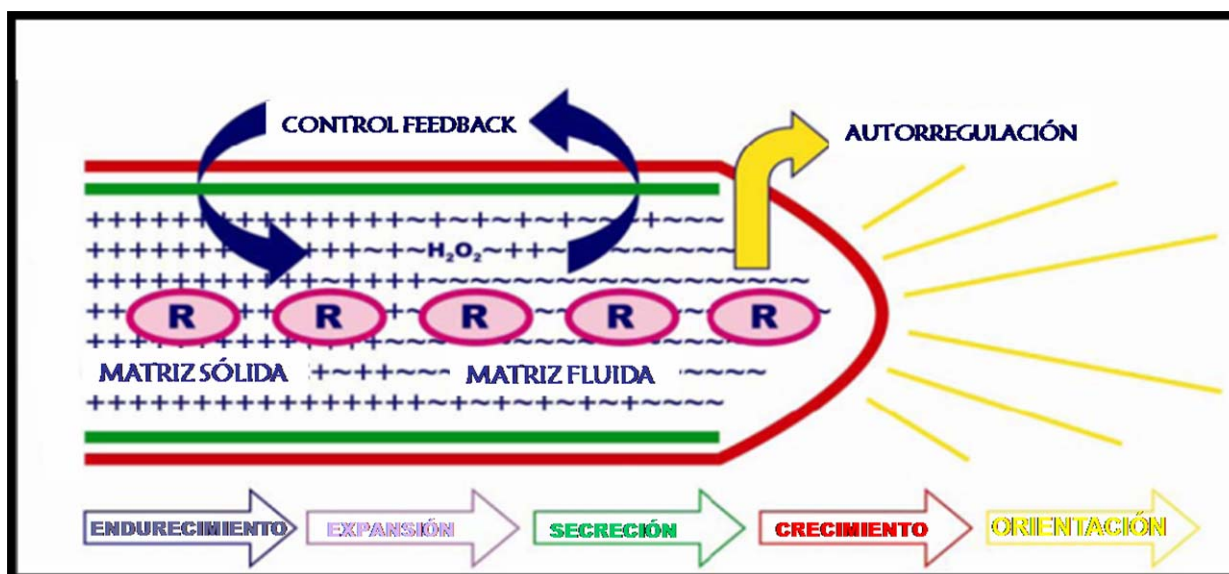 CONTROL FEEDBACK
AUTORREGULACIÓN
+++++++++++++++~+~+~+~+~+~+++~~~
+++++++++++++~+~H₂O₂~++~~~~~~~~
R R R R R
MATRIZ SÓLIDA +~++~~ MATRIZ FLUIDA ~~~~
++++++++++++++++~+~+~+~+~+~~~~
ENDURECIMIENTO EXPANSIÓN SECRECIÓN CRECIMIENTO ORIENTACIÓN